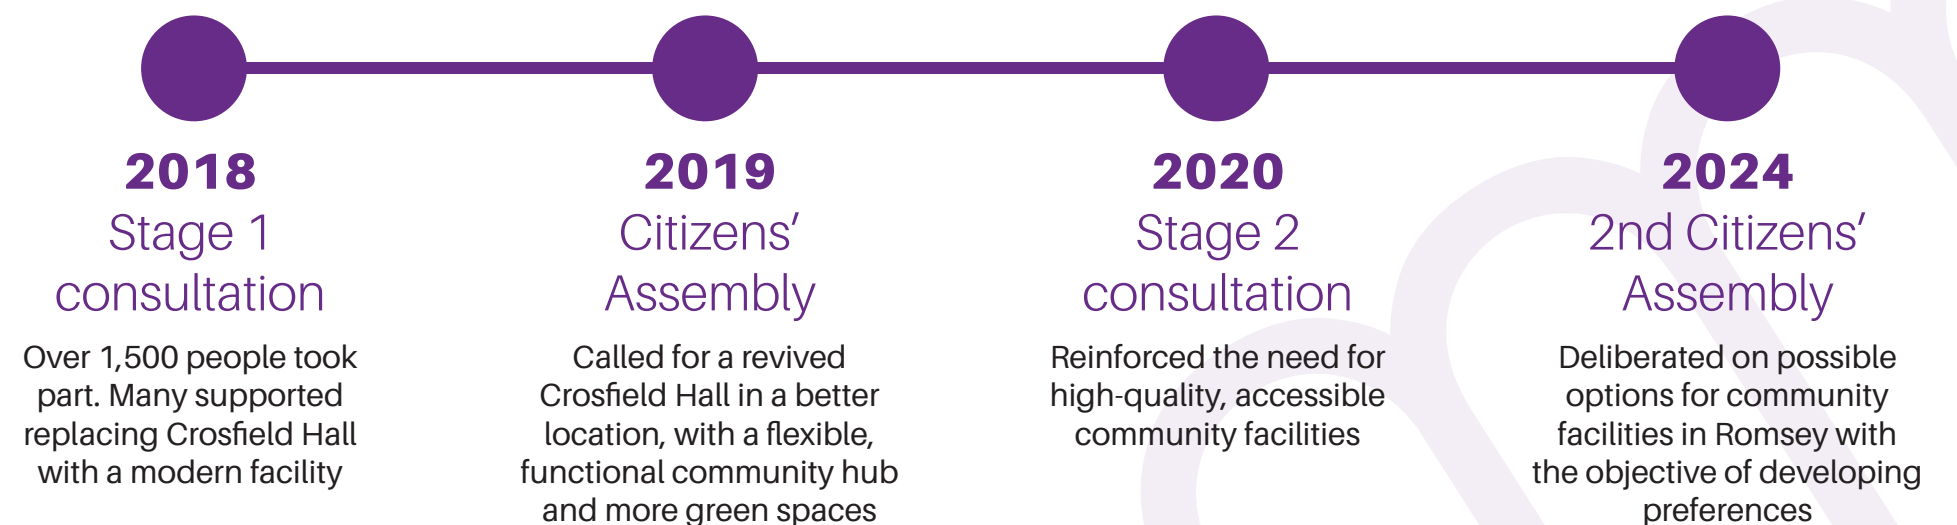 2018
Stage 1
consultation
Over 1,500 people took
part. Many supported
replacing Crosfield Hall
with a modern facility
2019
Citizens’
Assembly
Called for a revived
Crosfield Hall in a better
location, with a flexible,
functional community hub
and more green spaces
2020
Stage 2
consultation
Reinforced the need for
high-quality, accessible
community facilities
2024
2nd Citizens’
Assembly
Deliberated on possible
options for community
facilities in Romsey with
the objective of developing
preferences